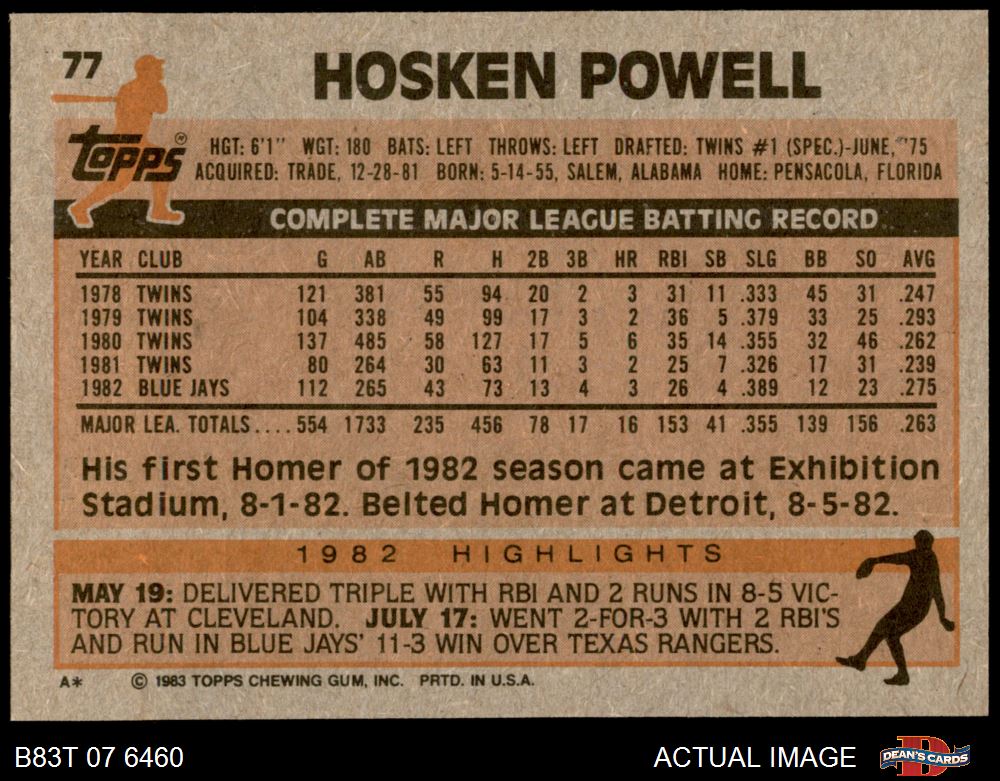 77
HOSKEN POWELL
Topps
HGT: 6'1" WGT: 180 BATS: LEFT THROWS: LEFT DRAFTED: TWINS #1 (SPEC.)-JUNE, '75
ACQUIRED: TRADE, 12-28-81 BORN: 5-14-55, SALEM, ALABAMA HOME: PENSACOLA, FLORIDA
COMPLETE MAJOR LEAGUE BATTING RECORD
YEAR CLUB G AB R H 2B 3B HR RBI SB SLG BB SO AVG
1978 TWINS 121 381 55 94 20 2 3 31 11 .333 45 31 .247
1979 TWINS 104 338 49 99 17 3 2 36 5 .379 33 25 .293
1980 TWINS 137 485 58 127 17 5 6 35 14 .355 32 46 .262
1981 TWINS 80 264 30 63 11 3 2 25 7 .326 17 31 .239
1982 BLUE JAYS 112 265 43 73 13 4 3 26 4 .389 12 23 .275
MAJOR LEA. TOTALS.... 554 1733 235 456 78 17 16 153 41 .355 139 156 .263
His first Homer of 1982 season came at Exhibition
Stadium, 8-1-82. Belted Homer at Detroit, 8-5-82.
1982 HIGHLIGHTS
MAY 19: DELIVERED TRIPLE WITH RBI AND 2 RUNS IN 8-5 VIC-
TORY AT CLEVELAND. JULY 17: WENT 2-FOR-3 WITH 2 RBI'S
AND RUN IN BLUE JAYS' 11-3 WIN OVER TEXAS RANGERS.
A* © 1983 TOPPS CHEWING GUM, INC. PRTD. IN U.S.A.
B83T 07 6460
ACTUAL IMAGE
DEAN'S CARDS